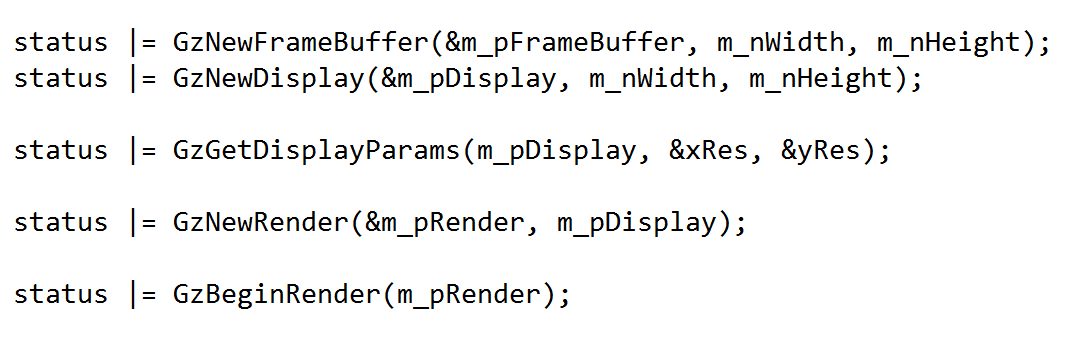 status |= GzNewFrameBuffer(&m_pFrameBuffer, m_nWidth, m_nHeight);
status |= GzNewDisplay(&m_pDisplay, m_nWidth, m_nHeight);
status |= GzGetDisplayParams(m_pDisplay, &xRes, &yRes);
status |= GzNewRender(&m_pRender, m_pDisplay);
status |= GzBeginRender(m_pRender);